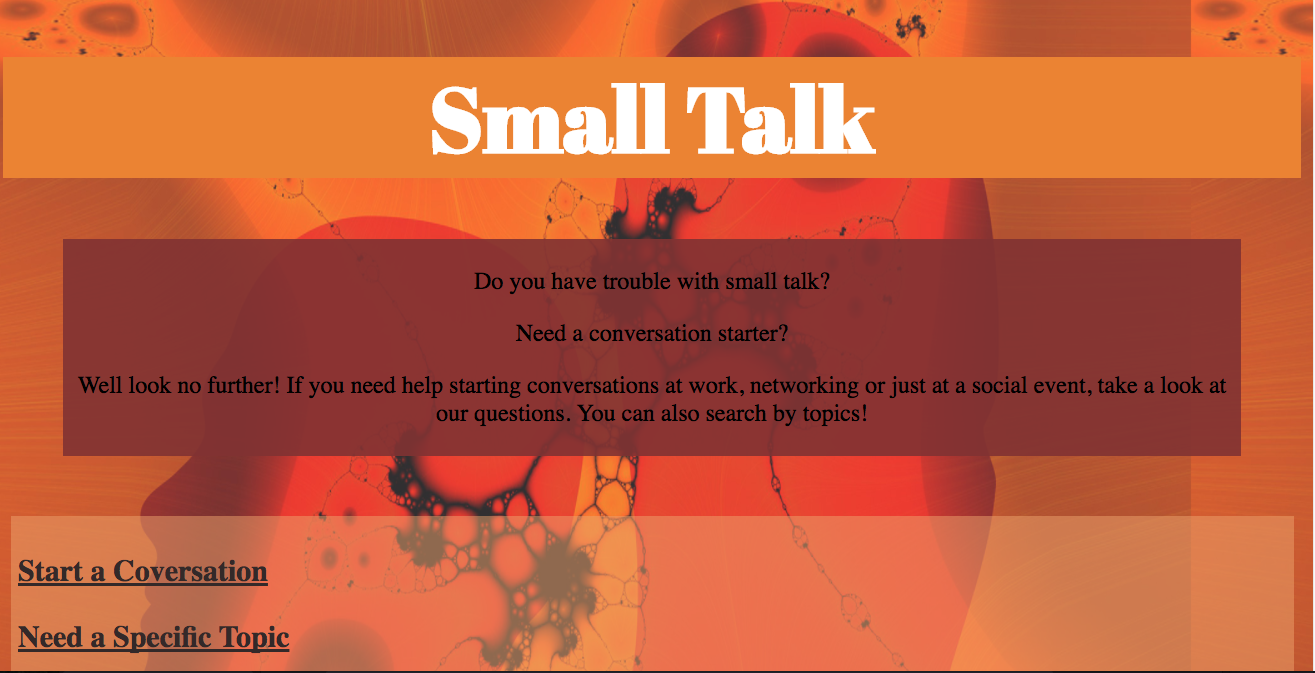 Small Talk
Do you have trouble with small talk?
Need a conversation starter?
Well look no further! If you need help starting conversations at work, networking or just at a social event, take a look at
our questions. You can also search by topics!
Start a Coversation
Need a Specific Topic